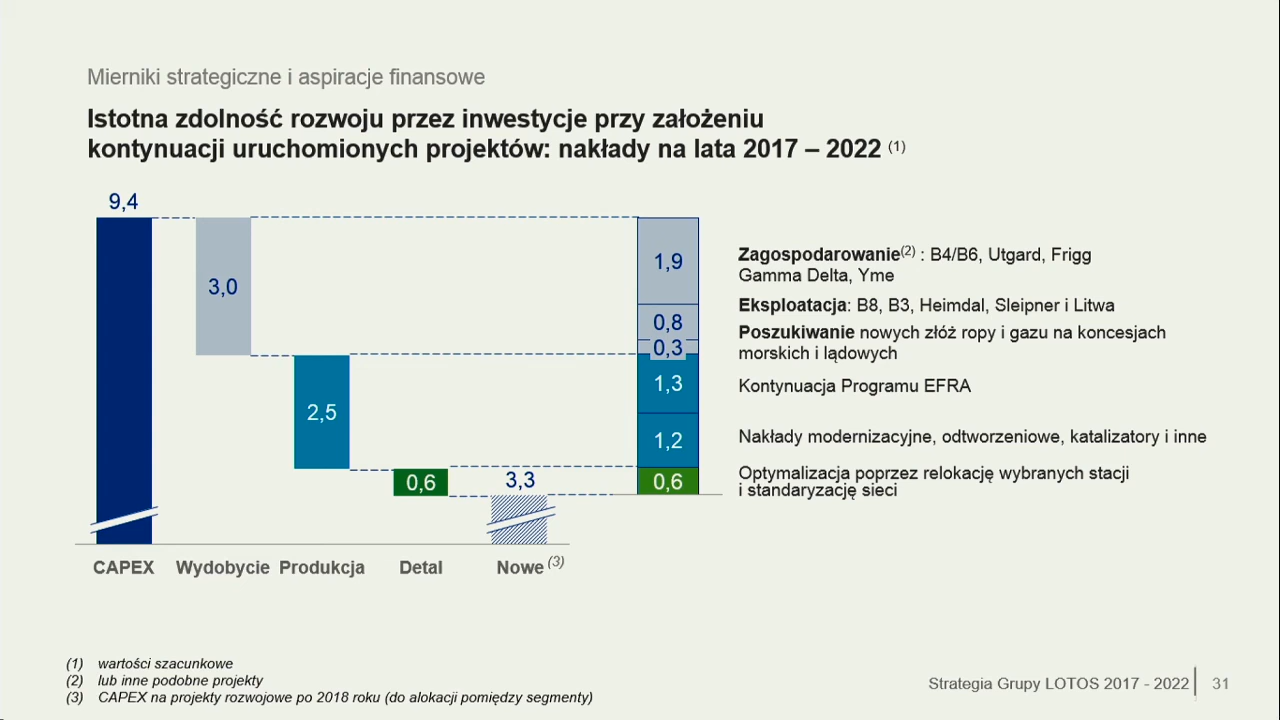 Mierniki strategiczne i aspiracje finansowe
Istotna zdolność rozwoju przez inwestycje przy założeniu
kontynuacji uruchomionych projektów: nakłady na lata 2017 – 2022 (1)
9,4
3,0
2,5
0,6
3,3
CAPEX Wydobycie Produkcja Detal Nowe (3)
1,9
0,8
0,3
1,3
1,2
0,6
Zagospodarowanie(2) : B4/B6, Utgard, Frigg
Gamma Delta, Yme
Eksploatacja: B8, B3, Heimdal, Sleipner i Litwa
Poszukiwanie nowych złóż ropy i gazu na koncesjach
morskich i lądowych
Kontynuacja Programu EFRA
Nakłady modernizacyjne, odtworzeniowe, katalizatory i inne
Optymalizacja poprzez relokację wybranych stacji
i standaryzację sieci
(1) wartości szacunkowe
(2) lub inne podobne projekty
(3) CAPEX na projekty rozwojowe po 2018 roku (do alokacji pomiędzy segmenty)
Strategia Grupy LOTOS 2017 - 2022 31